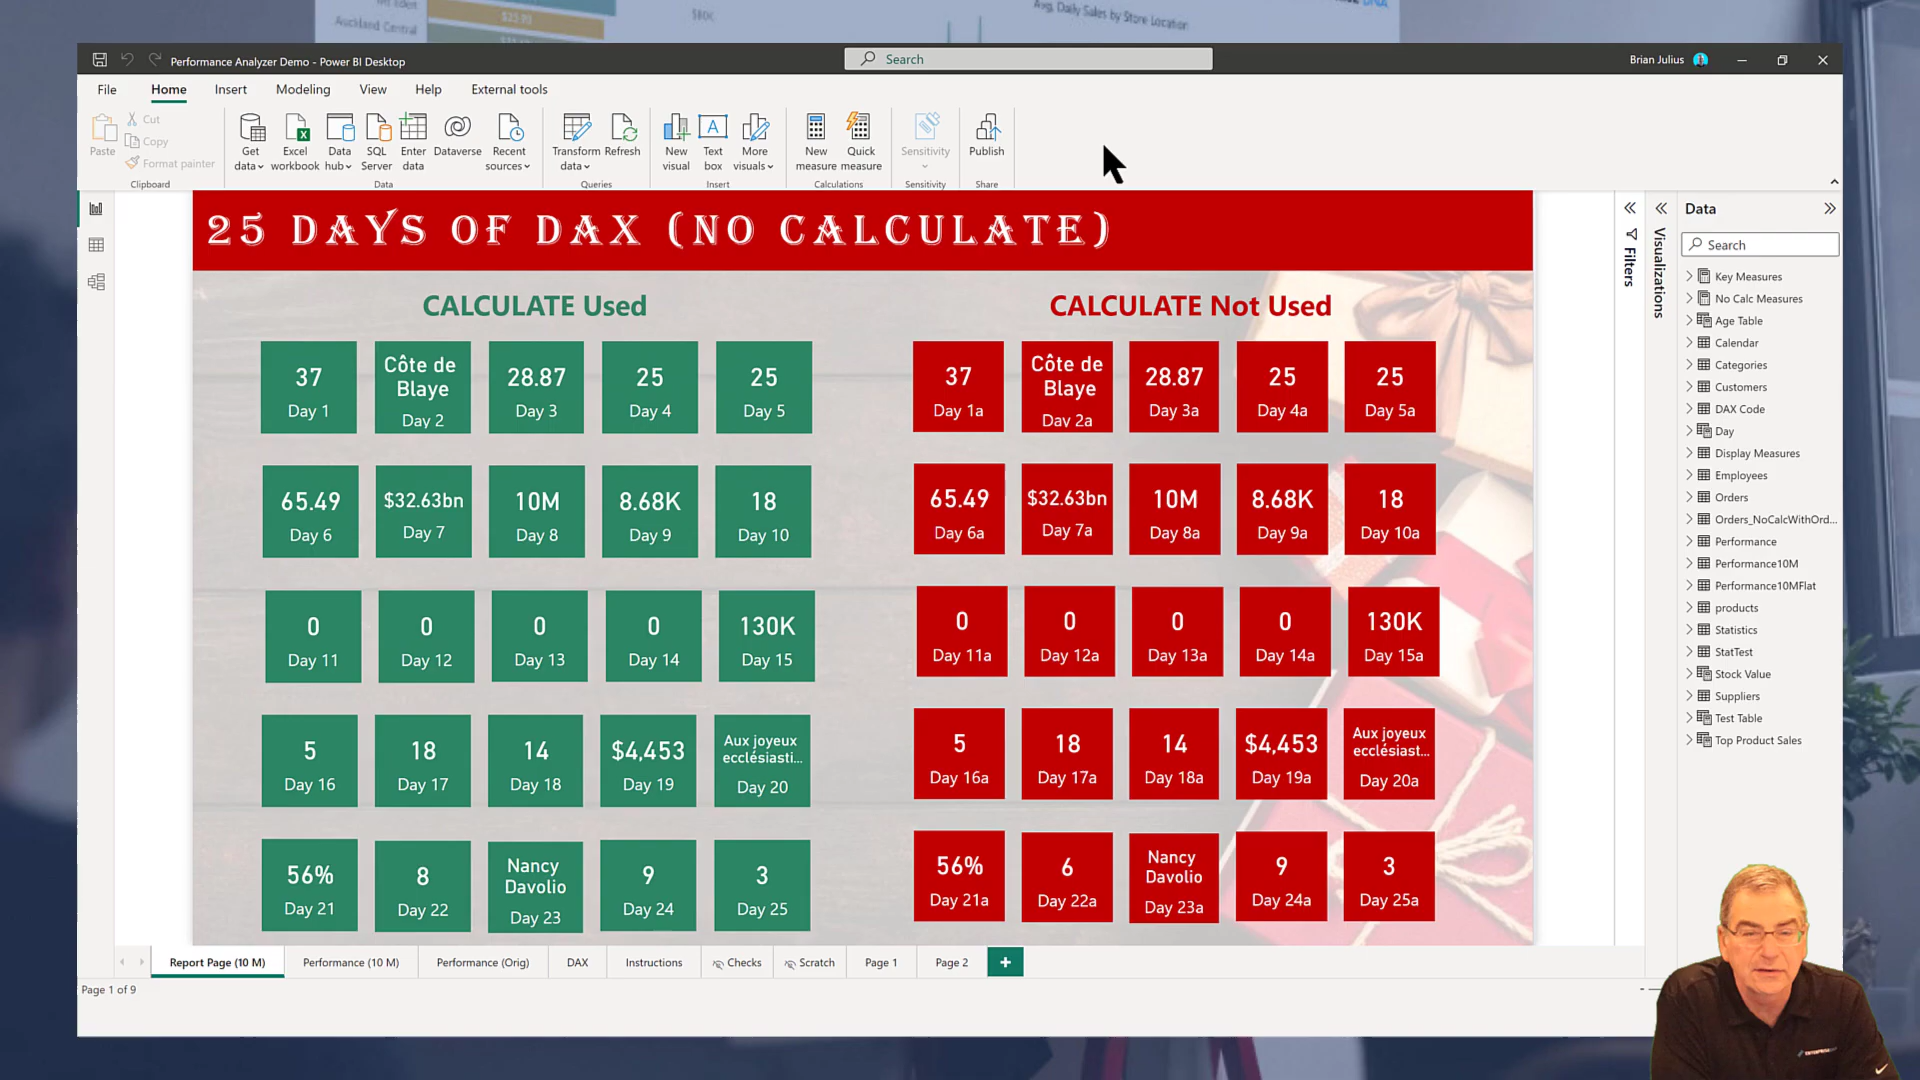 Mt Eden
Auckland Central
$25.93
$80K
Avg. Daily Sales by Store Location
DNA
Performance Analyzer Demo - Power BI Desktop
Search
Brian Julius
File
Home
Insert
Modeling
View
Help
External tools
Paste
Cut
Copy
Format painter
Get data
Excel workbook
Data hub
SQL Server
Enter data
Dataverse
Recent sources
Transform data
Refresh
New visual
Text box
More visuals
New measure
Quick measure
Sensitivity
Publish
Clipboard
Data
Queries
Insert
Calculations
Sensitivity
Share
25 DAYS OF DAX (NO CALCULATE)
CALCULATE Used
37
Day 1
Côte de
Blaye
Day 2
28.87
Day 3
25
Day 4
25
Day 5
65.49
Day 6
$32.63bn
Day 7
10M
Day 8
8.68K
Day 9
18
Day 10
0
Day 11
0
Day 12
0
Day 13
0
Day 14
130K
Day 15
5
Day 16
18
Day 17
14
Day 18
$4,453
Day 19
Aux joyeux
ecclésiasti...
Day 20
56%
Day 21
8
Day 22
Nancy
Davolio
Day 23
9
Day 24
3
Day 25
CALCULATE Not Used
37
Day 1a
Côte de
Blaye
Day 2a
28.87
Day 3a
25
Day 4a
25
Day 5a
65.49
Day 6a
$32.63bn
Day 7a
10M
Day 8a
8.68K
Day 9a
18
Day 10a
0
Day 11a
0
Day 12a
0
Day 13a
0
Day 14a
130K
Day 15a
5
Day 16a
18
Day 17a
14
Day 18a
$4,453
Day 19a
Aux joyeux
ecclésiast...
Day 20a
56%
Day 21a
6
Day 22a
Nancy
Davolio
Day 23a
9
Day 24a
3
Day 25a
Filters
Visualizations
Data
Search
Key Measures
No Calc Measures
Age Table
Calendar
Categories
Customers
DAX Code
Day
Display Measures
Employees
Orders
Orders_NoCalcWithOrd...
Performance
Performance10M
Performance10MFlat
products
Statistics
StatTest
Stock Value
Suppliers
Test Table
Top Product Sales
Report Page (10 M)
Performance (10 M)
Performance (Orig)
DAX
Instructions
Checks
Scratch
Page 1
Page 2
Page 1 of 9